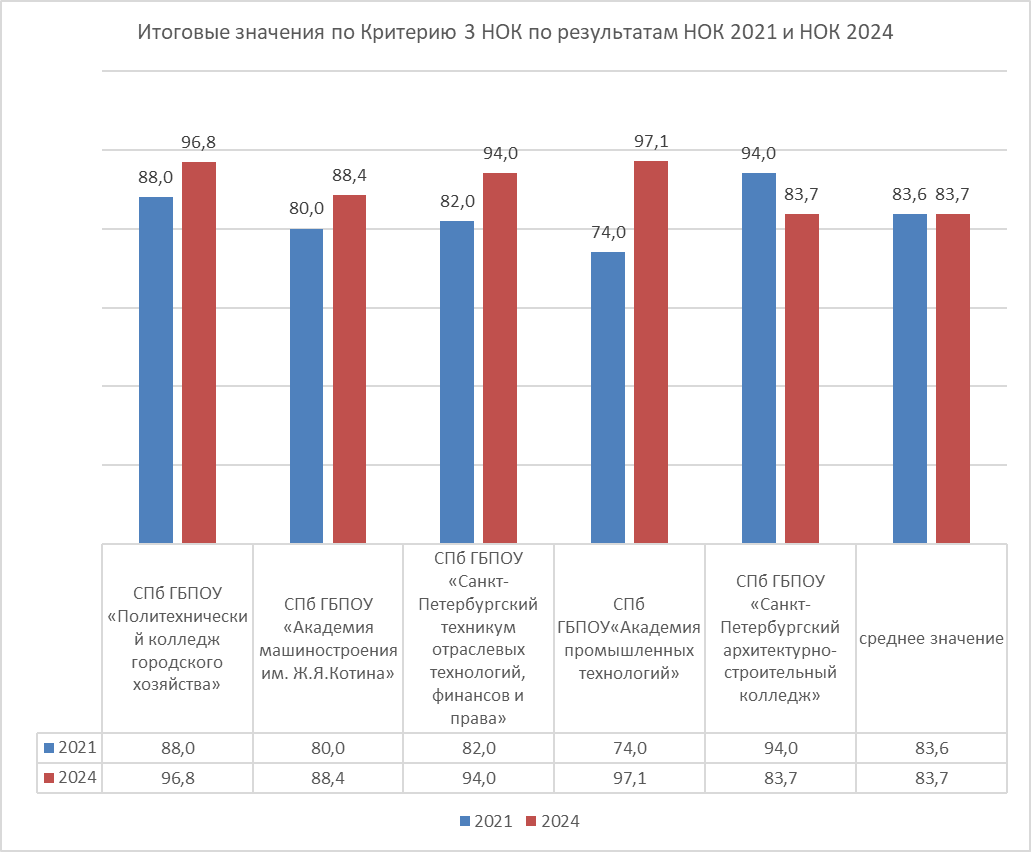 Итоговые значения по Критерию 3 НОК по результатам НОК 2021 и НОК 2024
96,8
88,0
88,4
80,0
94,0
82,0
97,1
74,0
94,0
83,7
83,6
83,7
СПб ГБПОУ
«Политехнически
й колледж
городского
хозяйства»
СПб ГБПОУ
«Академия
машиностроения
им. Ж.Я.Котина»
СПб ГБПОУ
«Санкт-
Петербургский
техникум
отраслевых
технологий,
финансов и
права»
СПб
ГБПОУ«Академия
промышленных
технологий»
СПб ГБПОУ
«Санкт-
Петербургский
архитектурно-
строительный
колледж»
среднее значение
2021 88,0 80,0 82,0 74,0 94,0 83,6
2024 96,8 88,4 94,0 97,1 83,7 83,7
2021 2024